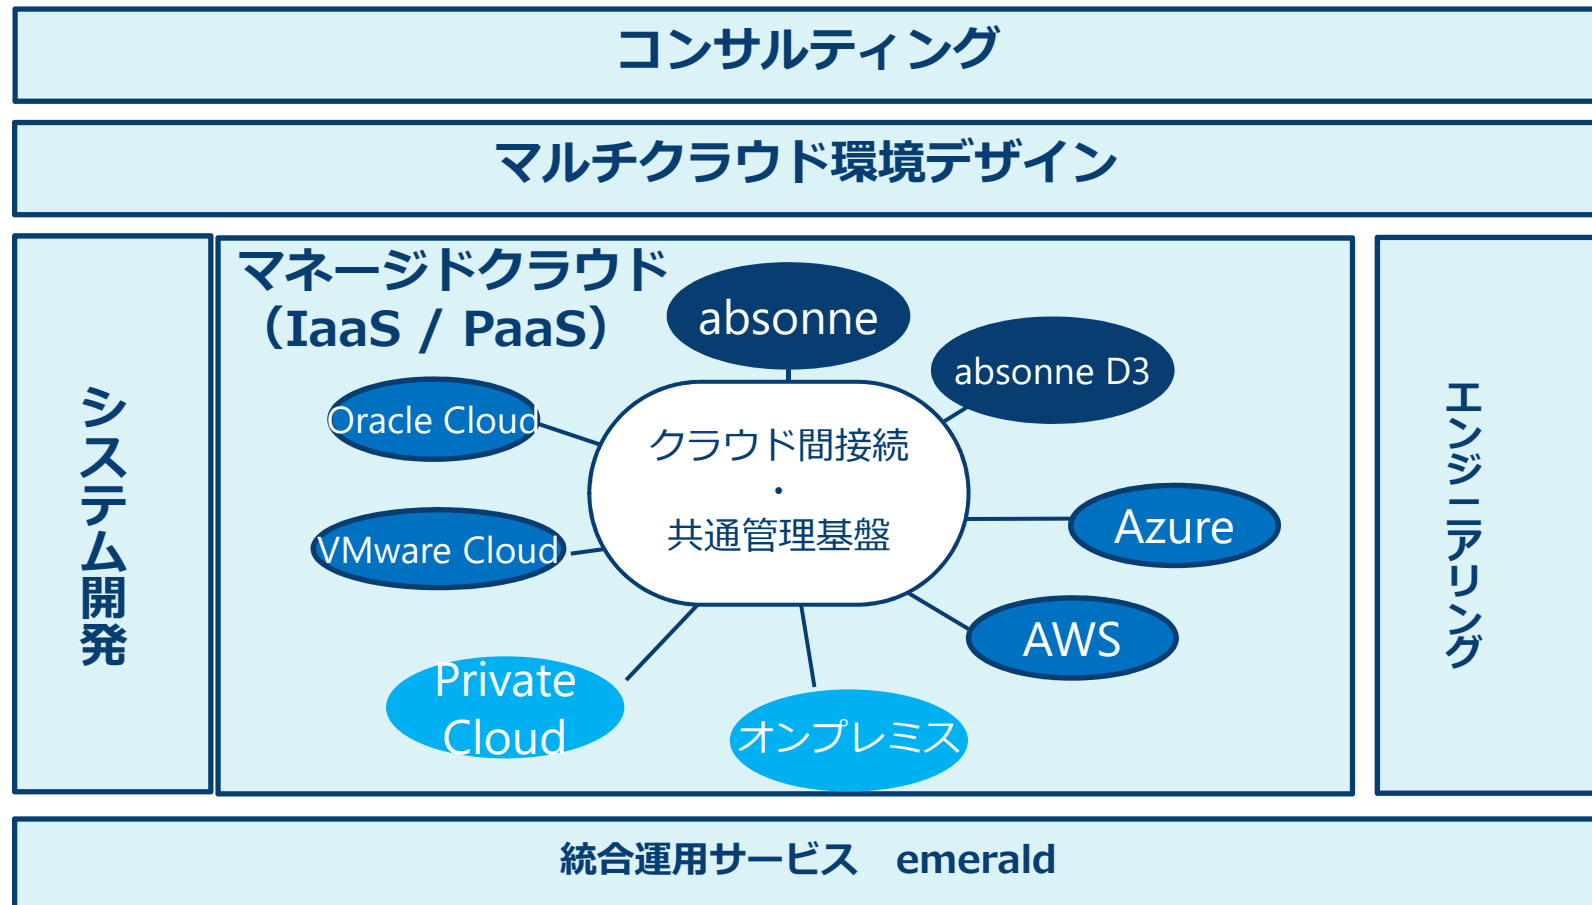 コンサルティング
マルチクラウド環境デザイン
システム開発
マネージドクラウド
（IaaS / PaaS）
absonne
absonne D3
Oracle Cloud
クラウド間接続
・
共通管理基盤
VMware Cloud
Azure
AWS
Private
Cloud
オンプレミス
エンジニアリング
統合運用サービス　emerald